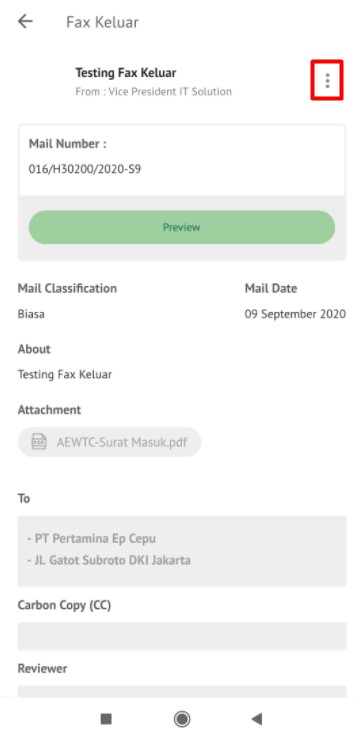 Fax Keluar
Testing Fax Keluar
From : Vice President IT Solution
Mail Number :
016/H30200/2020-S9
Preview
Mail Classification
Mail Date
Biasa
09 September 2020
About
Testing Fax Keluar
Attachment
PDF
AEWTC-Surat Masuk.pdf
To
- PT Pertamina Ep Cepu
- JL Gatot Subroto DKI Jakarta
Carbon Copy (CC)
Reviewer